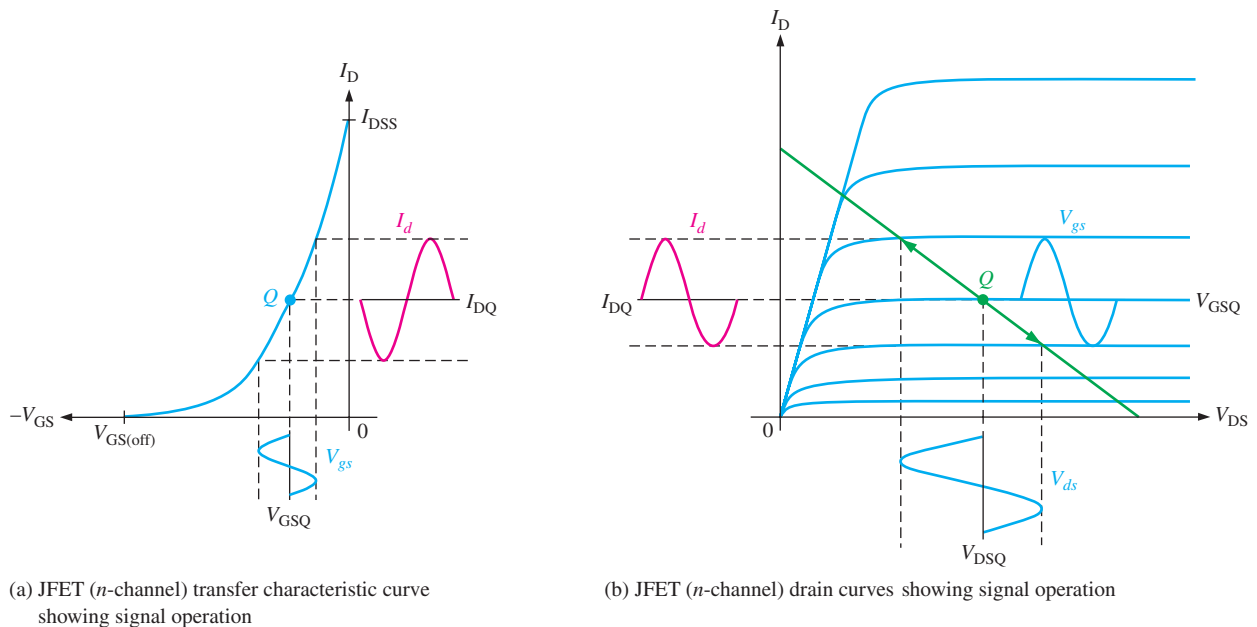 I_D
I_DSS
I_d
Q
I_DQ
–V_GS
V_GS(off)
0
V_gs
V_GSQ
(a) JFET (n-channel) transfer characteristic curve
showing signal operation
I_D
I_d
V_gs
Q
I_DQ
V_GSQ
0
V_DS
V_ds
V_DSQ
(b) JFET (n-channel) drain curves showing signal operation